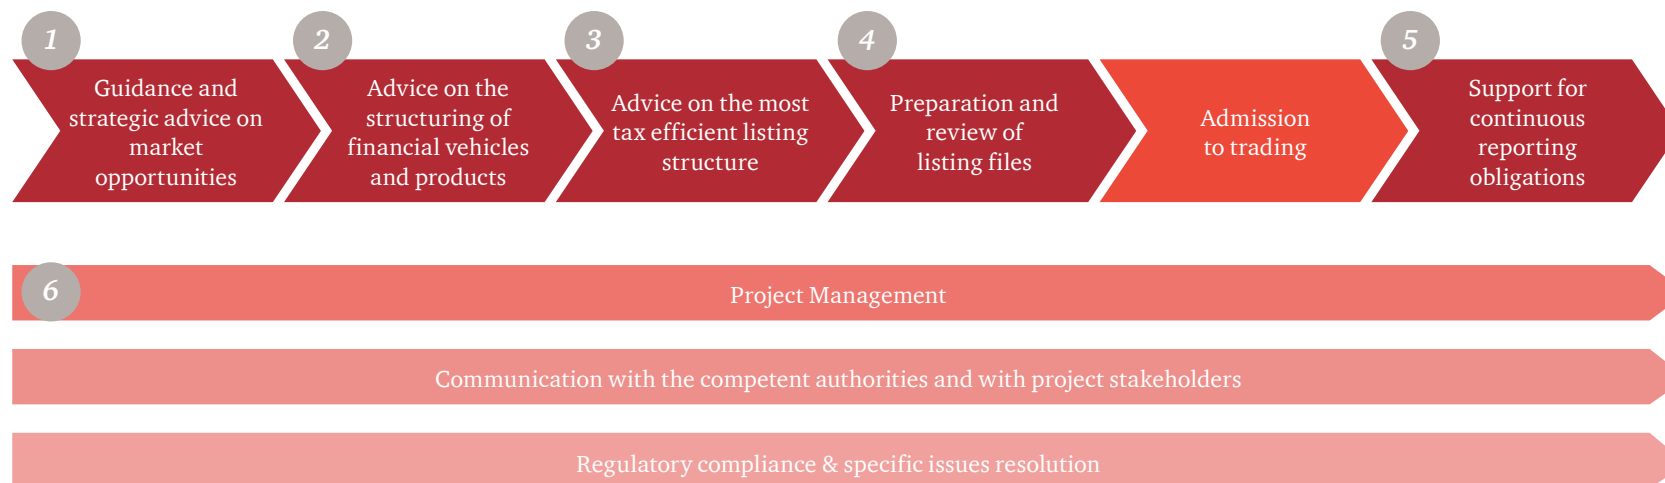 1
Guidance and
strategic advice on
market
opportunities
2
Advice on the
structuring of
financial vehicles
and products
3
Advice on the most
tax efficient listing
structure
4
Preparation and
review of
listing files
Admission
to trading
5
Support for
continuous
reporting
obligations
6
Project Management
Communication with the competent authorities and with project stakeholders
Regulatory compliance & specific issues resolution